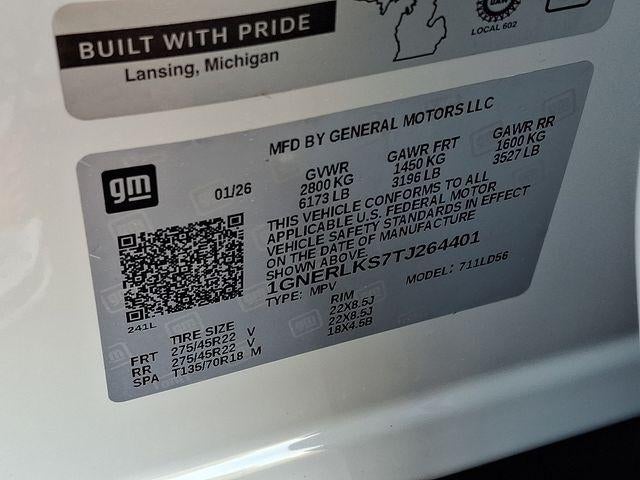 BUILT WITH PRIDE
Lansing, Michigan
UAW
LOCAL 602
MFD BY GENERAL MOTORS LLC
gm
01/26
GVWR
2800 KG
6173 LB
GAWR FRT
1450 KG
3196 LB
GAWR RR
1600 KG
3527 LB
THIS VEHICLE CONFORMS TO ALL
APPLICABLE U.S. FEDERAL MOTOR
VEHICLE SAFETY STANDARDS IN EFFECT
ON THE DATE OF MANUFACTURE
SHOWN ABOVE.
1GNERLKS7TJ264401
TYPE: MPV
MODEL: 711LD56
241L
TIRE SIZE RIM
FRT 275/45R22 V 22X8.5J
RR 275/45R22 V 22X8.5J
SPA T135/70R18 M 18X4.5B